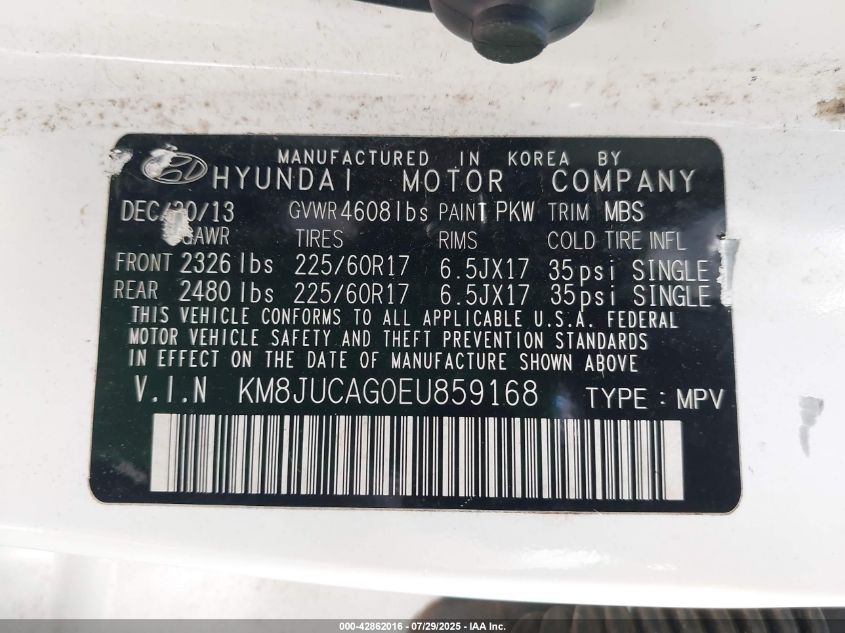 MANUFACTURED IN KOREA BY
HYUNDAI MOTOR COMPANY
DEC/30/13 GVWR 4608lbs PAINT PKW TRIM MBS
GAWR TIRES RIMS COLD TIRE INFL
FRONT 2326 lbs 225/60R17 6.5JX17 35psi SINGLE
REAR 2480 lbs 225/60R17 6.5JX17 35psi SINGLE
THIS VEHICLE CONFORMS TO ALL APPLICABLE U.S.A. FEDERAL
MOTOR VEHICLE SAFETY AND THEFT PREVENTION STANDARDS
IN EFFECT ON THE DATE OF MANUFACTURE SHOWN ABOVE
V.I.N KM8JUCAG0EU859168 TYPE : MPV
000-42862016 - 07/29/2025 - IAA Inc.